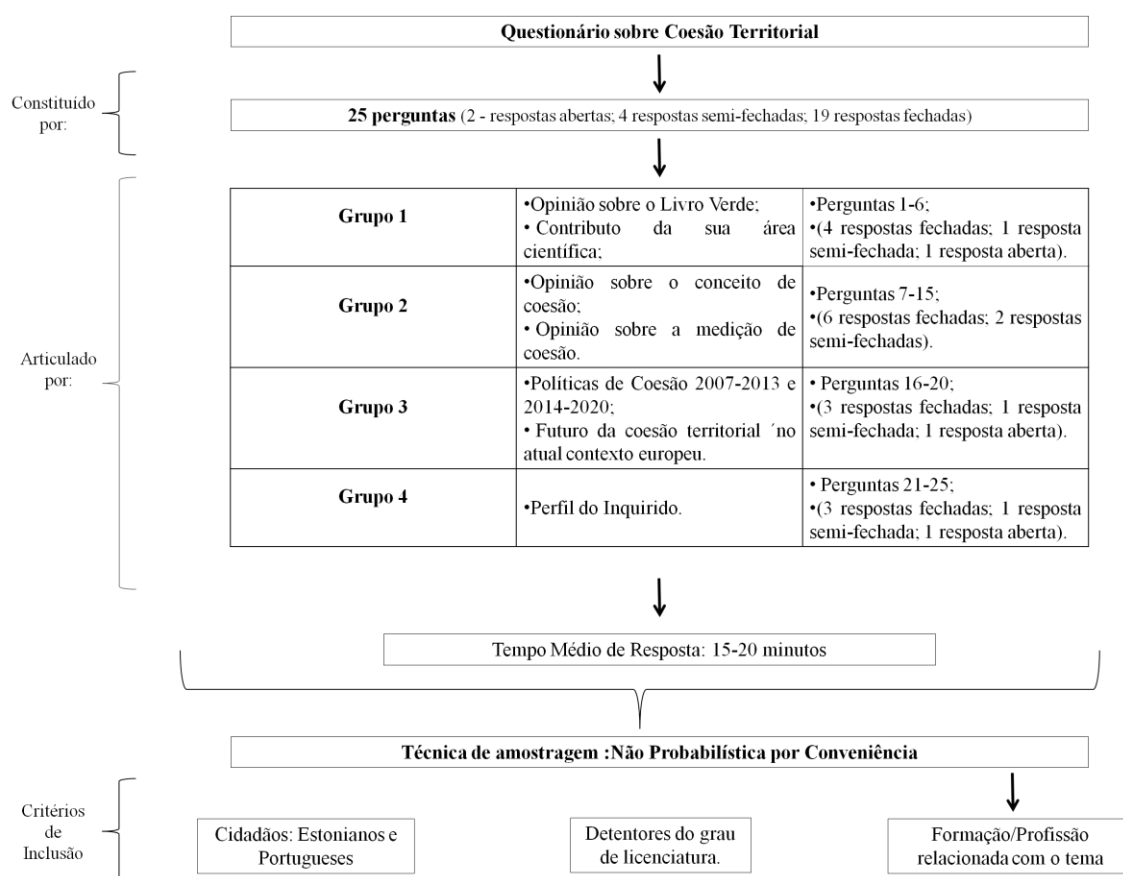 Questionário sobre Coesão Territorial
Constituído
por:
25 perguntas (2 - respostas abertas; 4 respostas semi-fechadas; 19 respostas fechadas)
Articulado
por:
Grupo 1
•Opinião sobre o Livro Verde;
• Contributo da sua área
científica;
•Perguntas 1-6;
•(4 respostas fechadas; 1 resposta
semi-fechada; 1 resposta aberta).
Grupo 2
•Opinião sobre o conceito de
coesão;
• Opinião sobre a medição de
coesão.
•Perguntas 7-15;
•(6 respostas fechadas; 2 respostas
semi-fechadas).
Grupo 3
•Políticas de Coesão 2007-2013 e
2014-2020;
• Futuro da coesão territorial ´no
atual contexto europeu.
• Perguntas 16-20;
•(3 respostas fechadas; 1 resposta
semi-fechada; 1 resposta aberta).
Grupo 4
•Perfil do Inquirido.
• Perguntas 21-25;
•(3 respostas fechadas; 1 resposta
semi-fechada; 1 resposta aberta).
Tempo Médio de Resposta: 15-20 minutos
Técnica de amostragem :Não Probabilística por Conveniência
Critérios
de
Inclusão
Cidadãos: Estonianos e
Portugueses
Detentores do grau
de licenciatura.
Formação/Profissão
relacionada com o tema